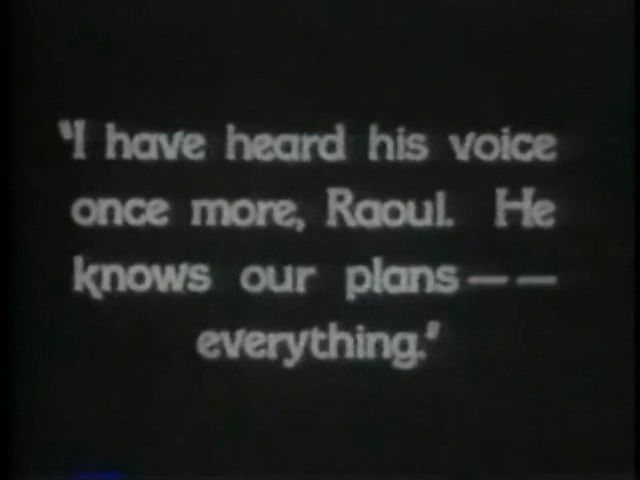 "I have heard his voice
once more, Raoul. He
knows our plans——
everything."